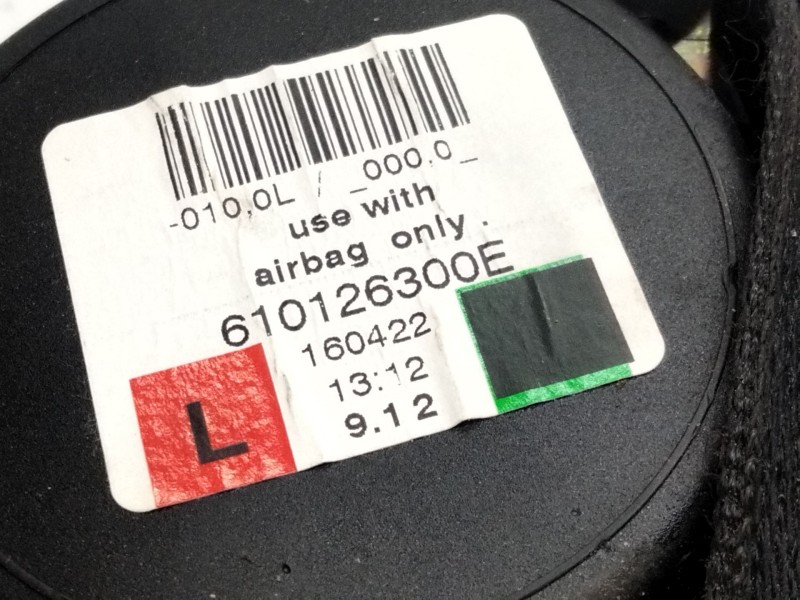 -010,0L / _000,0_
use with
airbag only.
610126300E
160422
13:12
9.12
L